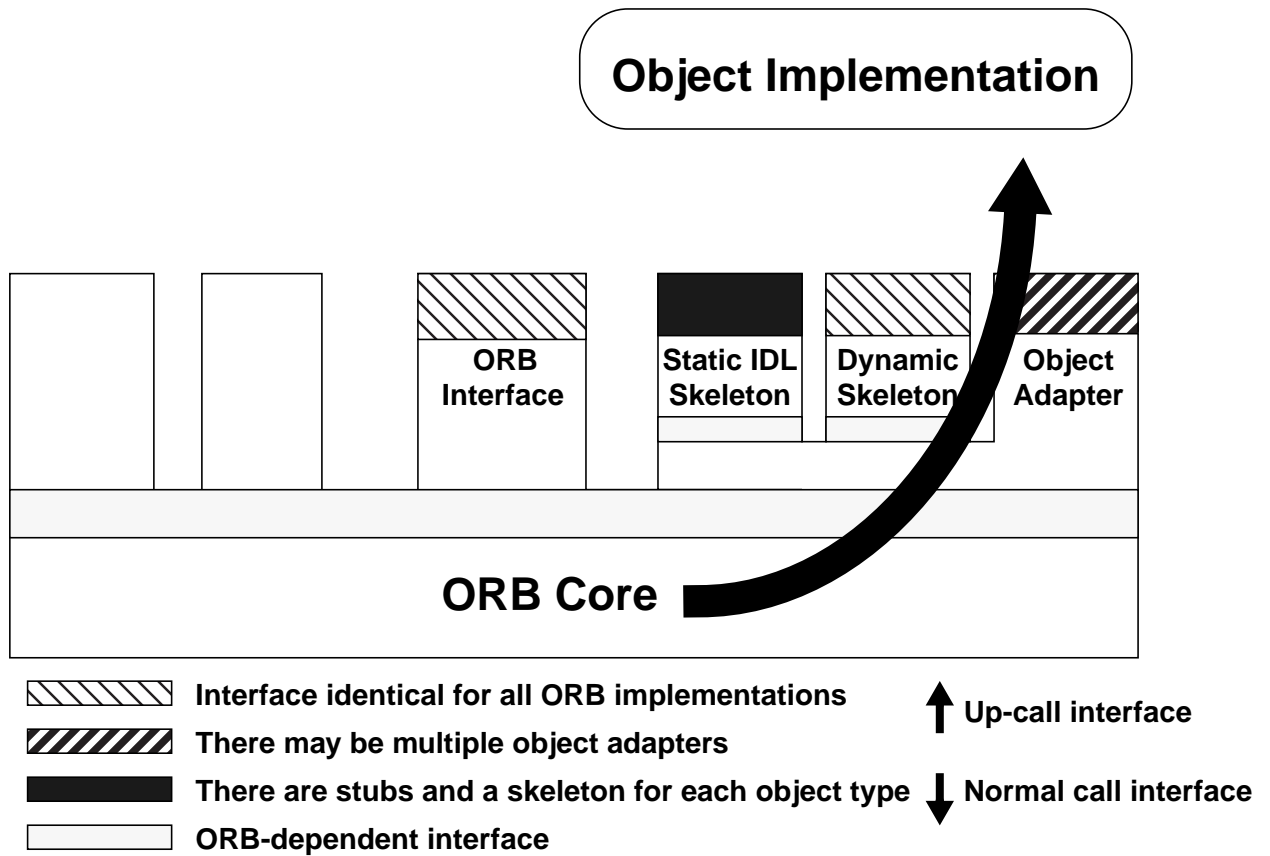 Object Implementation
ORB
Interface
Static IDL
Skeleton
Dynamic
Skeleton
Object
Adapter
ORB Core
Interface identical for all ORB implementations
There may be multiple object adapters
There are stubs and a skeleton for each object type
ORB-dependent interface
Up-call interface
Normal call interface